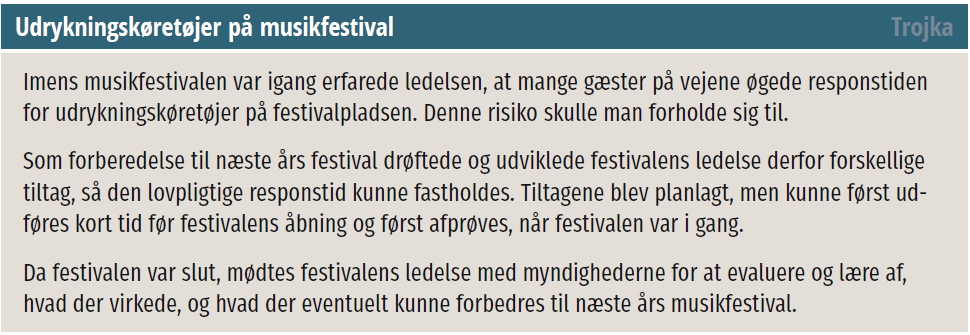 Udrykningskøretøjer på musikfestival Trojka
Imens musikfestivalen var igang erfarede ledelsen, at mange gæster på vejene øgede responstiden
for udrykningskøretøjer på festivalpladsen. Denne risiko skulle man forholde sig til.
Som forberedelse til næste års festival drøftede og udviklede festivalens ledelse derfor forskellige
tiltag, så den lovpligtige responstid kunne fastholdes. Tiltagene blev planlagt, men kunne først ud-
føres kort tid før festivalens åbning og først afprøves, når festivalen var i gang.
Da festivalen var slut, mødtes festivalens ledelse med myndighederne for at evaluere og lære af,
hvad der virkede, og hvad der eventuelt kunne forbedres til næste års musikfestival.